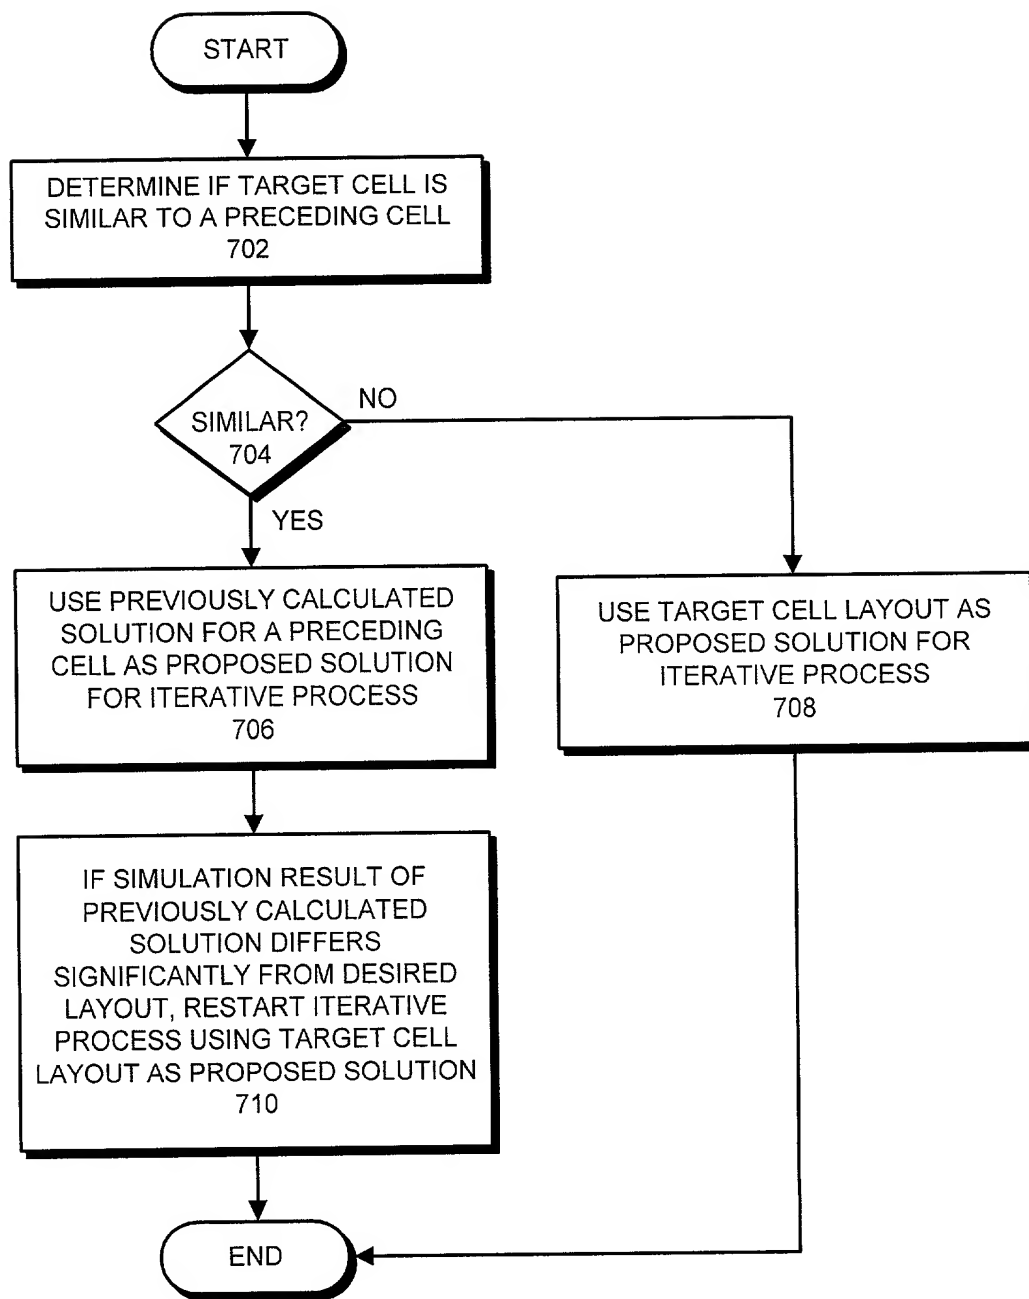 START
DETERMINE IF TARGET CELL IS
SIMILAR TO A PRECEDING CELL
702
SIMILAR?
704
NO
YES
USE PREVIOUSLY CALCULATED
SOLUTION FOR A PRECEDING
CELL AS PROPOSED SOLUTION
FOR ITERATIVE PROCESS
706
USE TARGET CELL LAYOUT AS
PROPOSED SOLUTION FOR
ITERATIVE PROCESS
708
IF SIMULATION RESULT OF
PREVIOUSLY CALCULATED
SOLUTION DIFFERS
SIGNIFICANTLY FROM DESIRED
LAYOUT, RESTART ITERATIVE
PROCESS USING TARGET CELL
LAYOUT AS PROPOSED SOLUTION
710
END